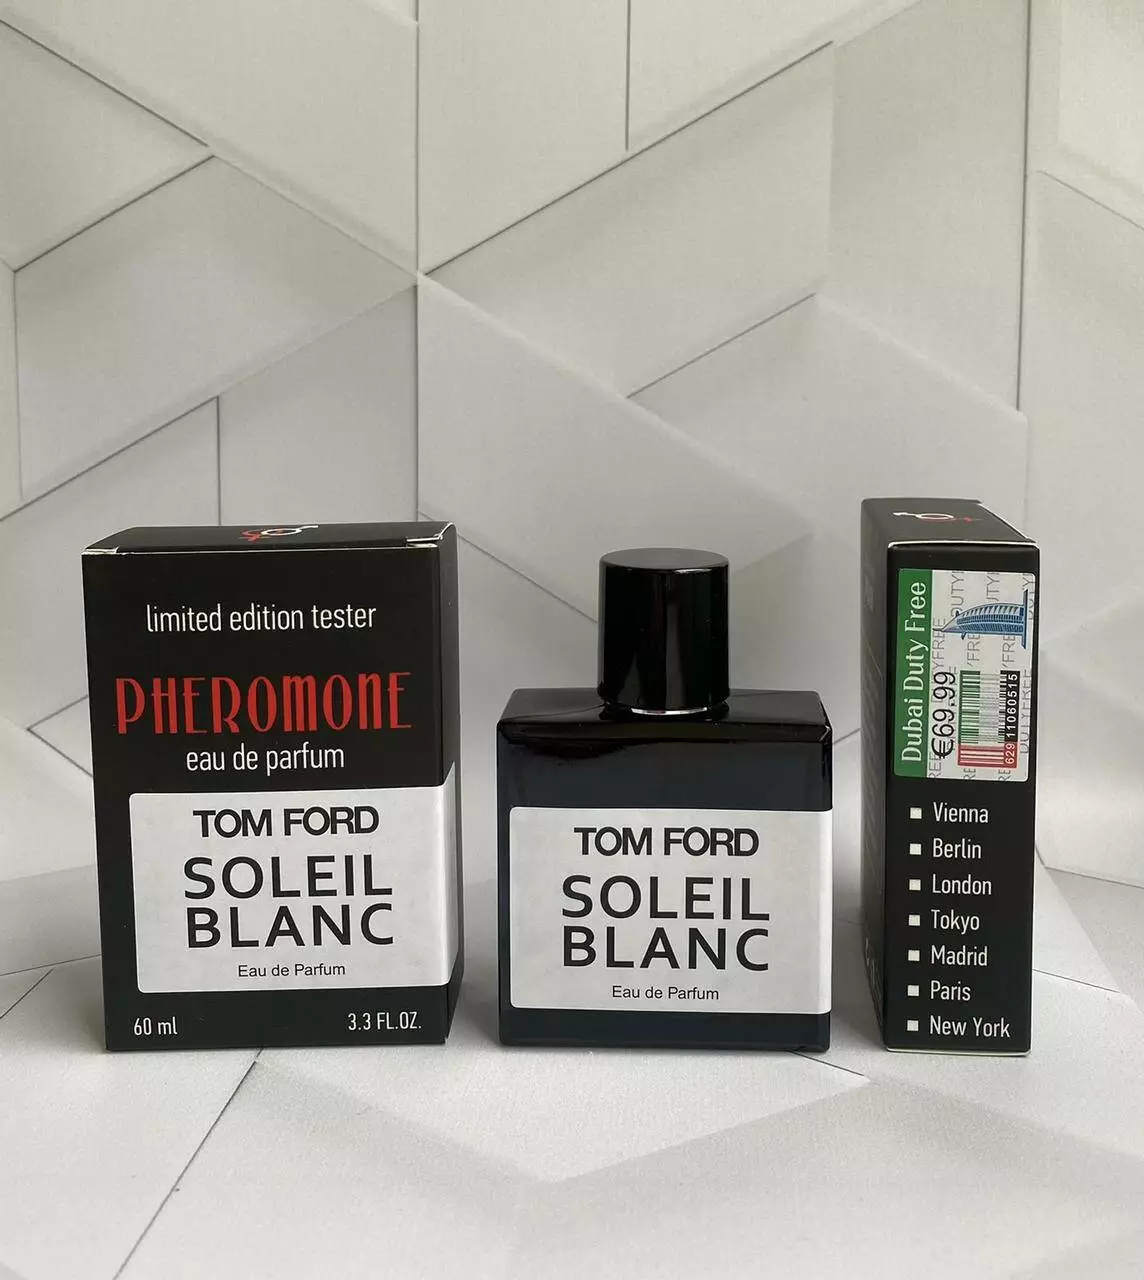 limited edition tester
PHEROMONE
eau de parfum
TOM FORD
SOLEIL
BLANC
Eau de Parfum
60 ml
3.3 FL.OZ.
TOM FORD
SOLEIL
BLANC
Eau de Parfum
Dubai Duty Free
€69.99
629 11060515
Vienna
Berlin
London
Tokyo
Madrid
Paris
New York